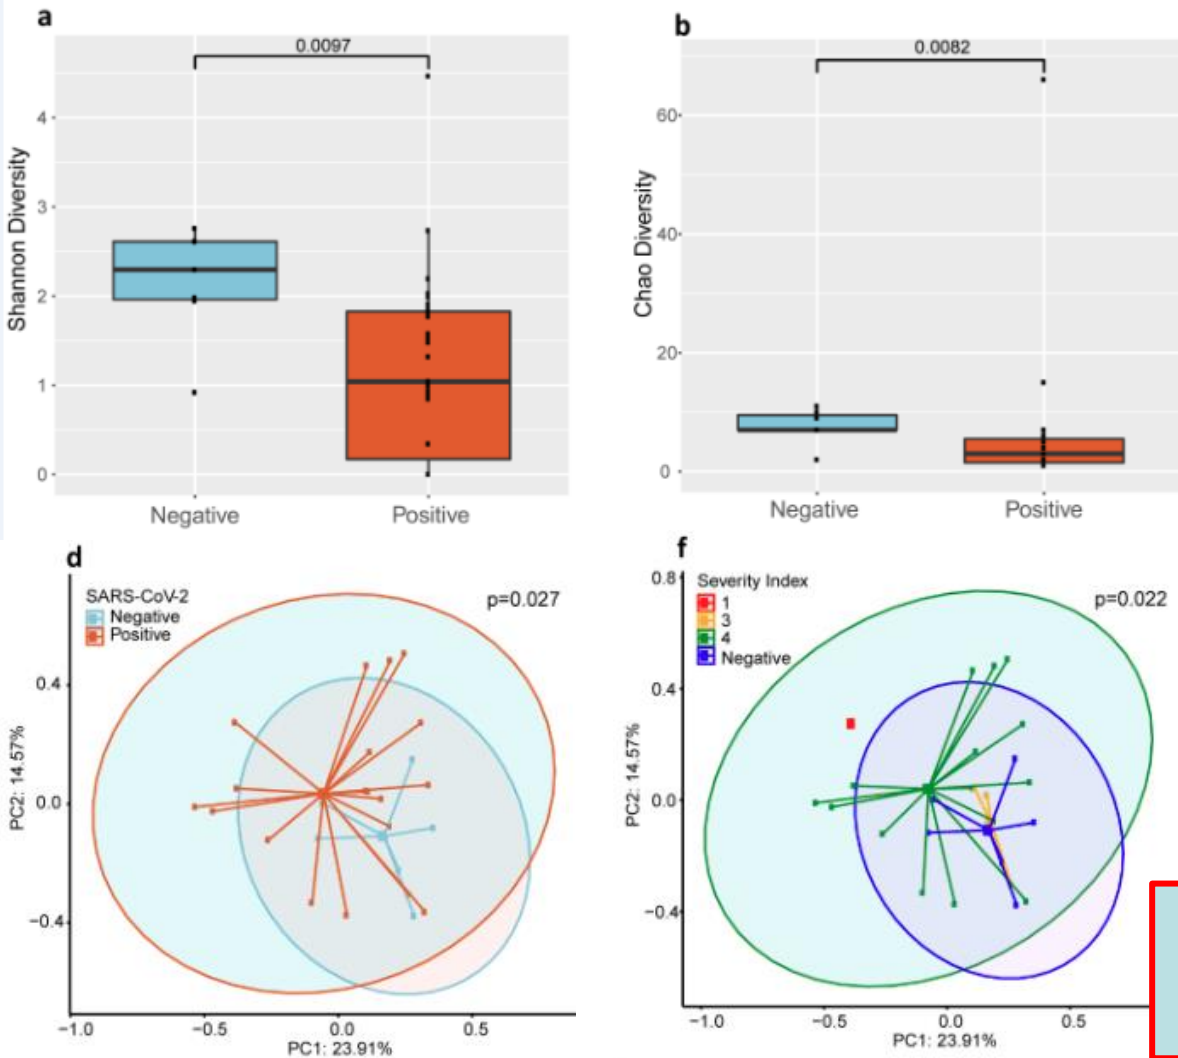 a
0.0097
Shannon Diversity
4
3
2
1
0
Negative
Positive
b
0.0082
Chao Diversity
60
40
20
0
Negative
Positive
d
SARS-CoV-2
Negative
Positive
p=0.027
PC2: 14.57%
0.4
0.0
−0.4
−1.0
−0.5
0.0
0.5
PC1: 23.91%
f
Severity Index
1
3
4
Negative
p=0.022
PC2: 14.57%
0.8
0.4
0.0
−0.4
−1.0
−0.5
0.0
0.5
PC1: 23.91%